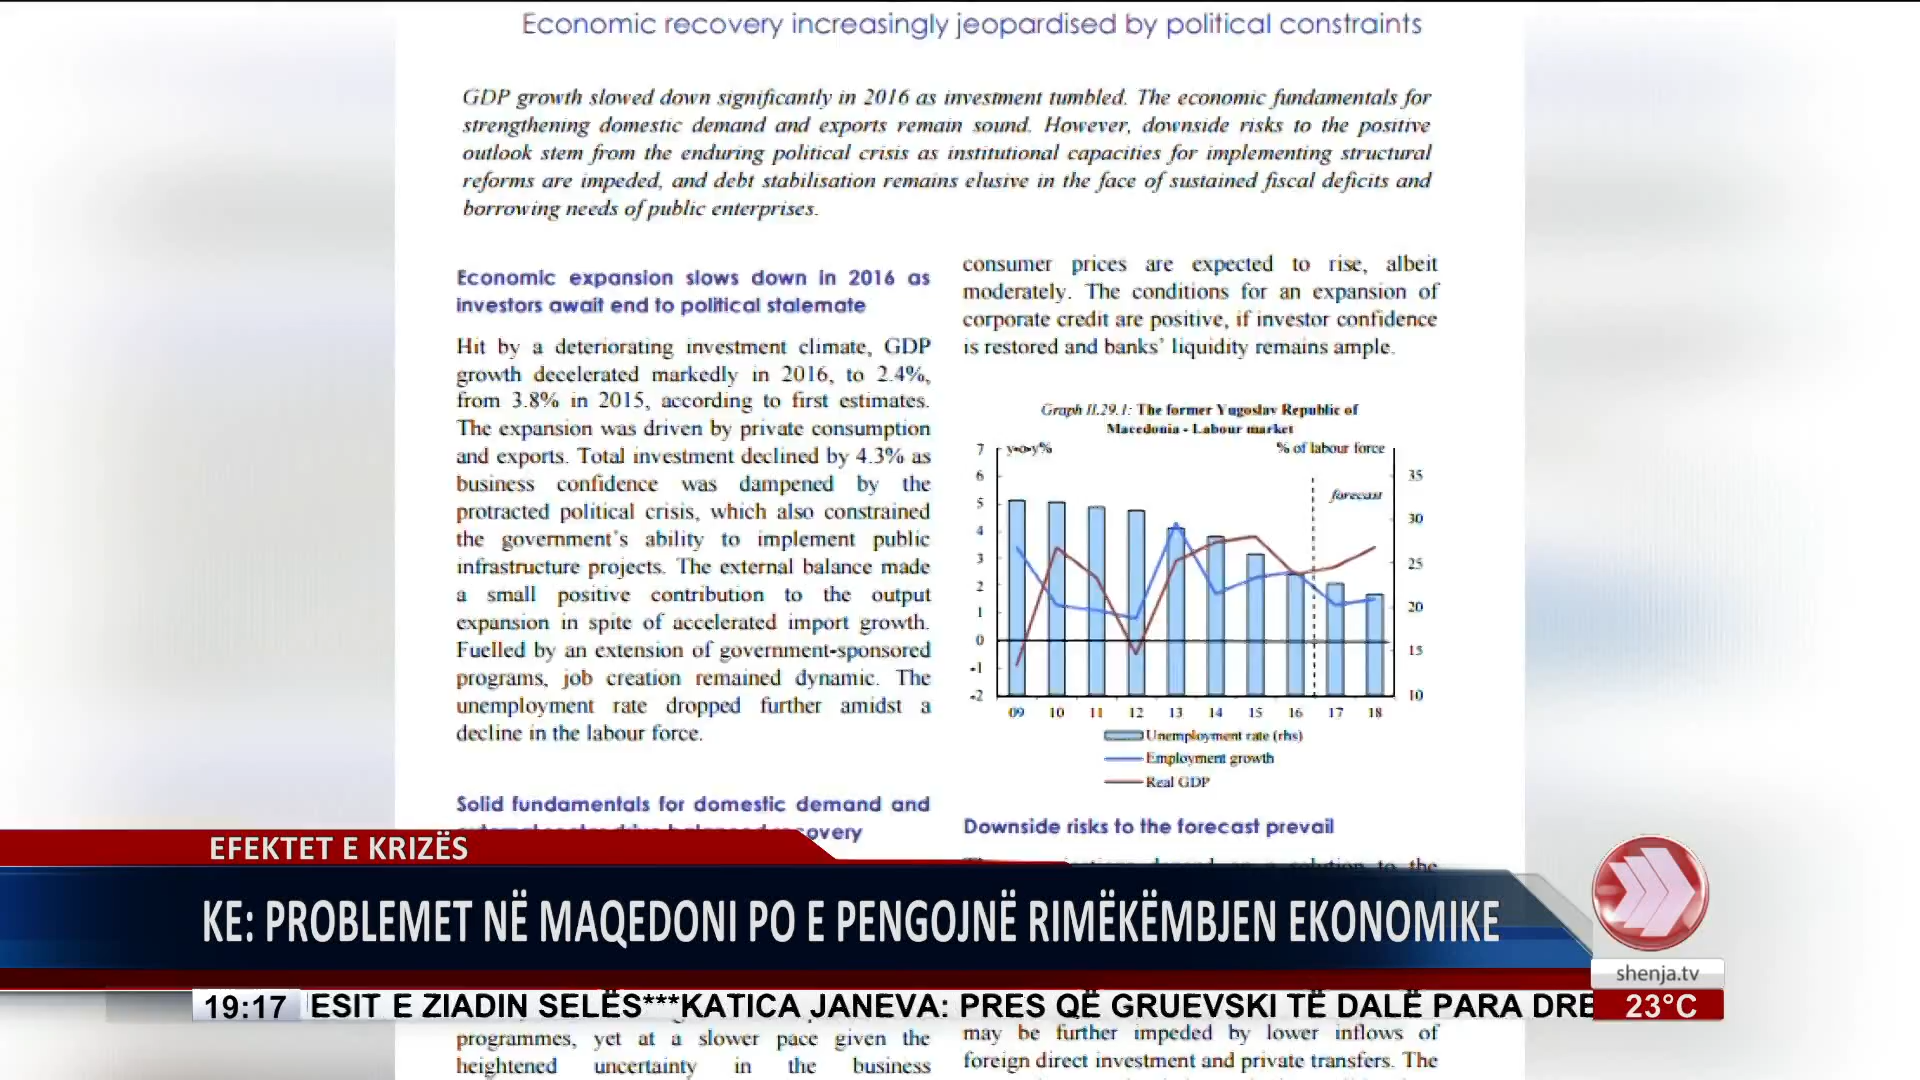 Economic recovery increasingly jeopardised by political constraints
GDP growth slowed down significantly in 2016 as investment tumbled. The economic fundamentals for
strengthening domestic demand and exports remain sound. However, downside risks to the positive
outlook stem from the enduring political crisis as institutional capacities for implementing structural
reforms are impeded, and debt stabilisation remains elusive in the face of sustained fiscal deficits and
borrowing needs of public enterprises.
Economic expansion slows down in 2016 as
investors await end to political stalemate
Hit by a deteriorating investment climate, GDP
growth decelerated markedly in 2016, to 2.4%,
from 3.8% in 2015, according to first estimates.
The expansion was driven by private consumption
and exports. Total investment declined by 4.3% as
business confidence was dampened by the
protracted political crisis, which also constrained
the government's ability to implement public
infrastructure projects. The external balance made
a small positive contribution to the output
expansion in spite of accelerated import growth.
Fuelled by an extension of government-sponsored
programs, job creation remained dynamic. The
unemployment rate dropped further amidst a
decline in the labour force.
Solid fundamentals for domestic demand and
overy
programmes, yet at a slower pace given the
heightened uncertainty in the business
consumer prices are expected to rise, albeit
moderately. The conditions for an expansion of
corporate credit are positive, if investor confidence
is restored and banks' liquidity remains ample.
Graph II.29.1: The former Yugoslav Republic of
Macedonia - Labour market
y-o-y%
% of labour force
forecast
7
6
5
4
3
2
1
0
-1
-2
35
30
25
20
15
10
09 10 11 12 13 14 15 16 17 18
Unemployment rate (rhs)
Employment growth
Real GDP
Downside risks to the forecast prevail
solution to the
may be further impeded by lower inflows of
foreign direct investment and private transfers. The
EFEKTET E KRIZËS
KE: PROBLEMET NË MAQEDONI PO E PENGOJNË RIMËKËMBJEN EKONOMIKE
shenja.tv
19:17 ESIT E ZIADIN SELËS***KATICA JANEVA: PRES QË GRUEVSKI TË DALË PARA DRE
23°C